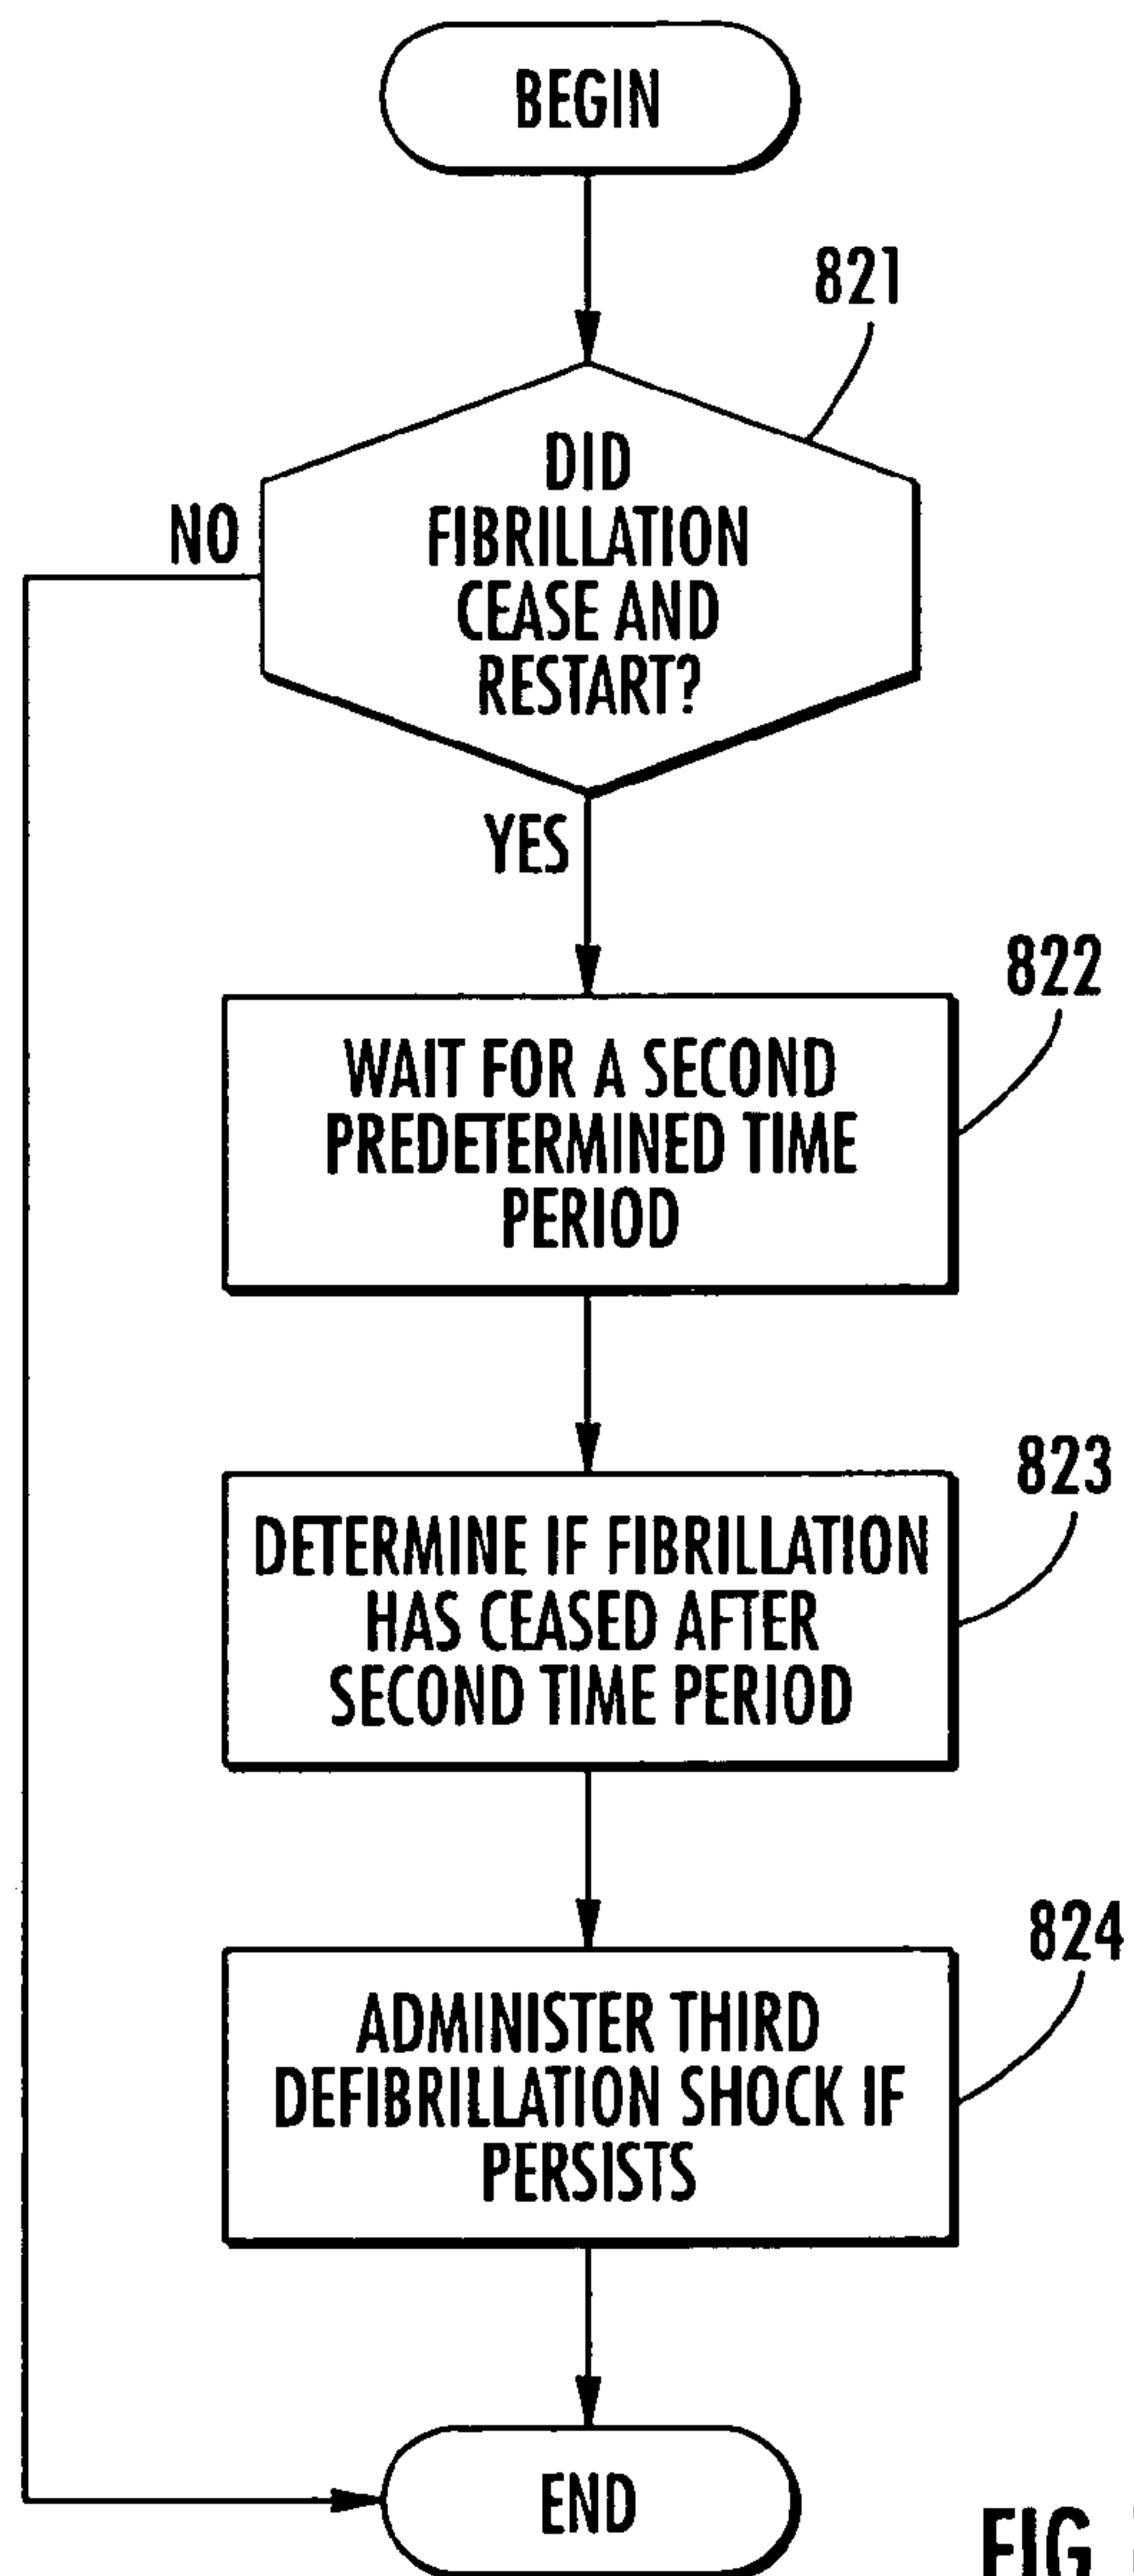 BEGIN
821
DID
FIBRILLATION
CEASE AND
RESTART?
NO
YES
822
WAIT FOR A SECOND
PREDETERMINED TIME
PERIOD
823
DETERMINE IF FIBRILLATION
HAS CEASED AFTER
SECOND TIME PERIOD
824
ADMINISTER THIRD
DEFIBRILLATION SHOCK IF
PERSISTS
END
FIG